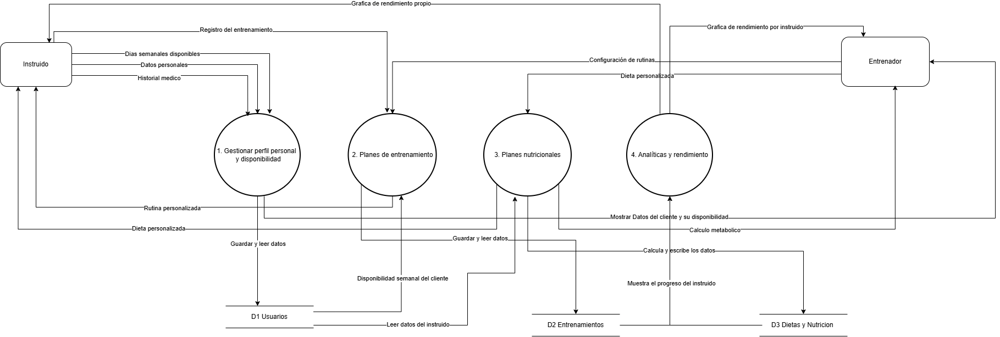 Grafica de rendimiento propio
Grafica de rendimiento por instruido
Registro del entrenamiento
Dias semanales disponibles
Datos personales
Historial medico
Instruido
Configuración de rutinas
Dieta personalizada
Entrenador
1. Gestionar perfil personal
y disponibilidad
2. Planes de entrenamiento
3. Planes nutricionales
4. Analíticas y rendimiento
Rutina personalizada
Mostrar Datos del cliente y su disponibilidad
Dieta personalizada
Calculo metabolico
Guardar y leer datos
Guardar y leer datos
Calcula y escribe los datos
Disponibilidad semanal del cliente
Muestra el progreso del instruido
D1 Usuarios
Leer datos del instruido
D2 Entrenamientos
D3 Dietas y Nutricion